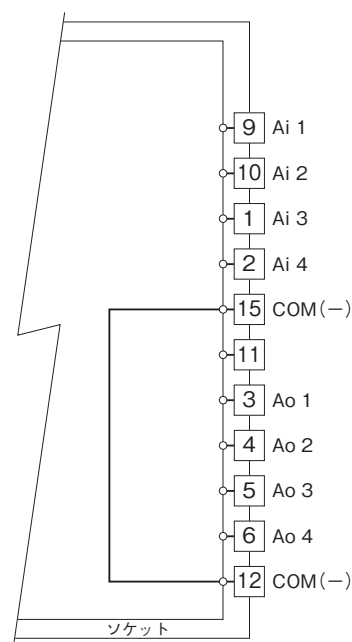 9 Ai 1
10 Ai 2
1 Ai 3
2 Ai 4
15 COM(−)
11
3 Ao 1
4 Ao 2
5 Ao 3
6 Ao 4
12 COM(−)
ソケット